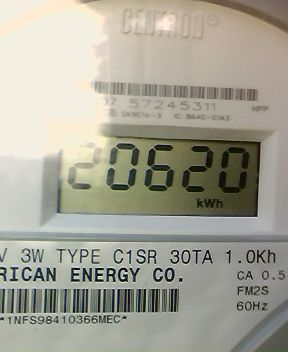 CENTRON®
57245311 HPP
20620
kWh
V 3W TYPE C1SR 30TA 1.0Kh
RICAN ENERGY CO. CA 0.5
FM2S
60Hz
*1NFS98410366MEC*